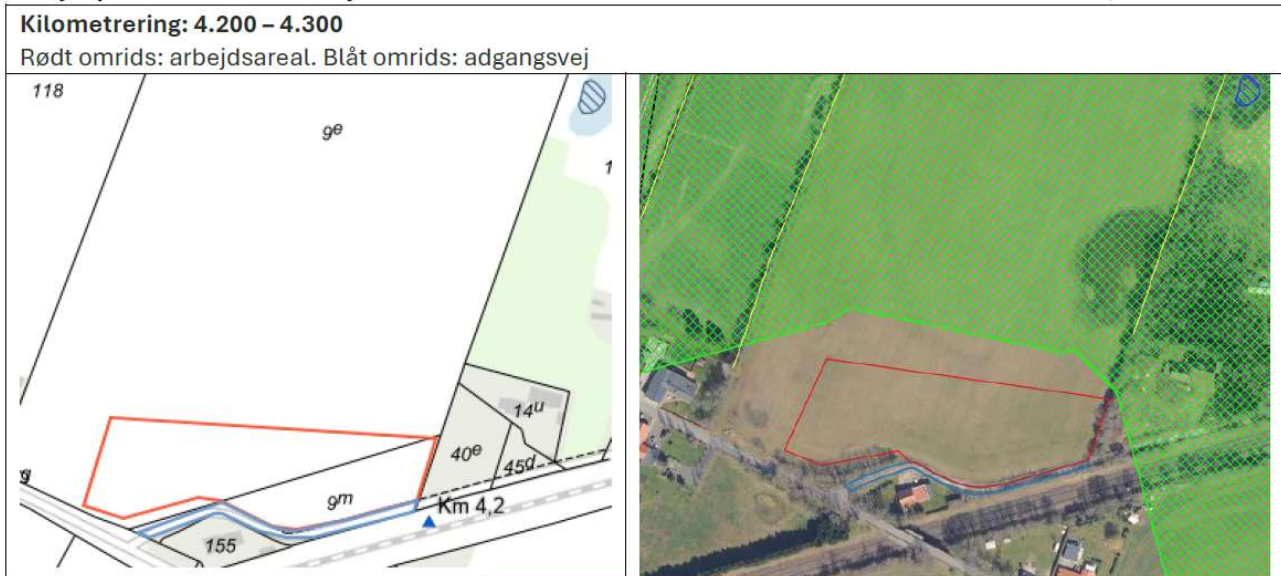 Kilometrering: 4.200 – 4.300
Rødt omrids: arbejdsareal. Blåt omrids: adgangsvej
118
9e
14u
40e
45d
9m
Km 4,2
155